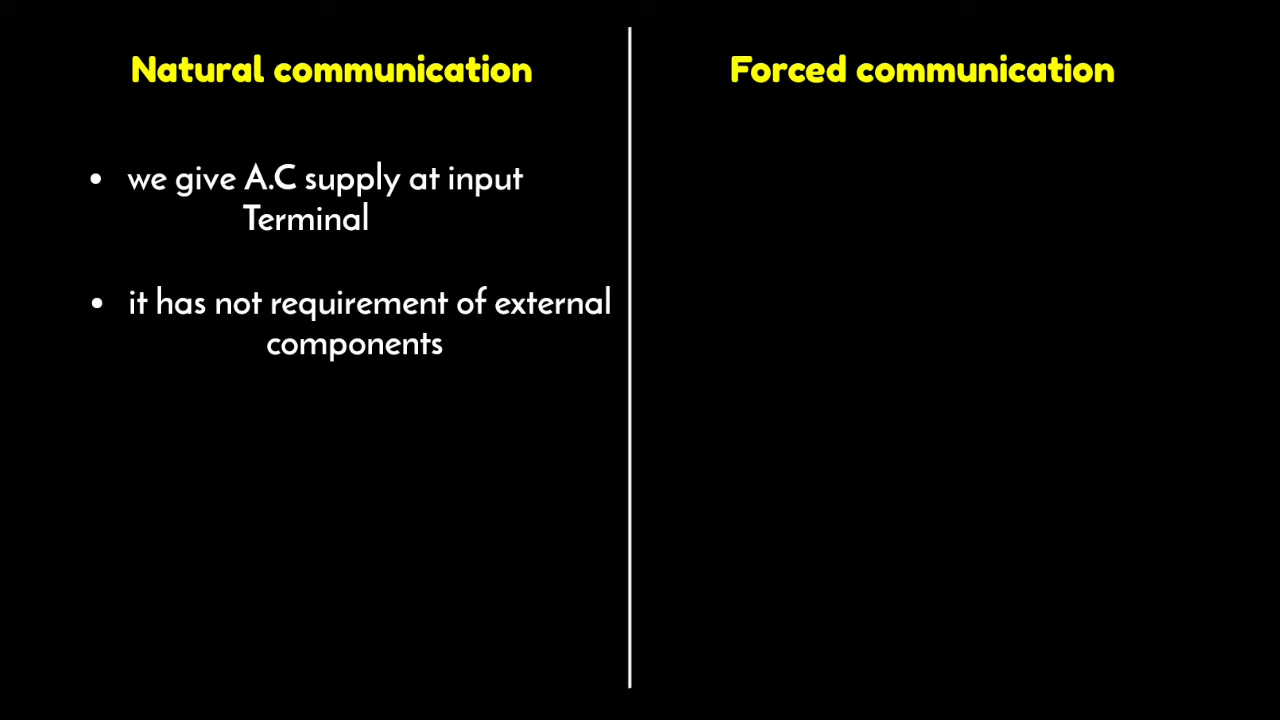 Natural communication
Forced communication
• we give A.C supply at input
Terminal
• it has not requirement of external
components